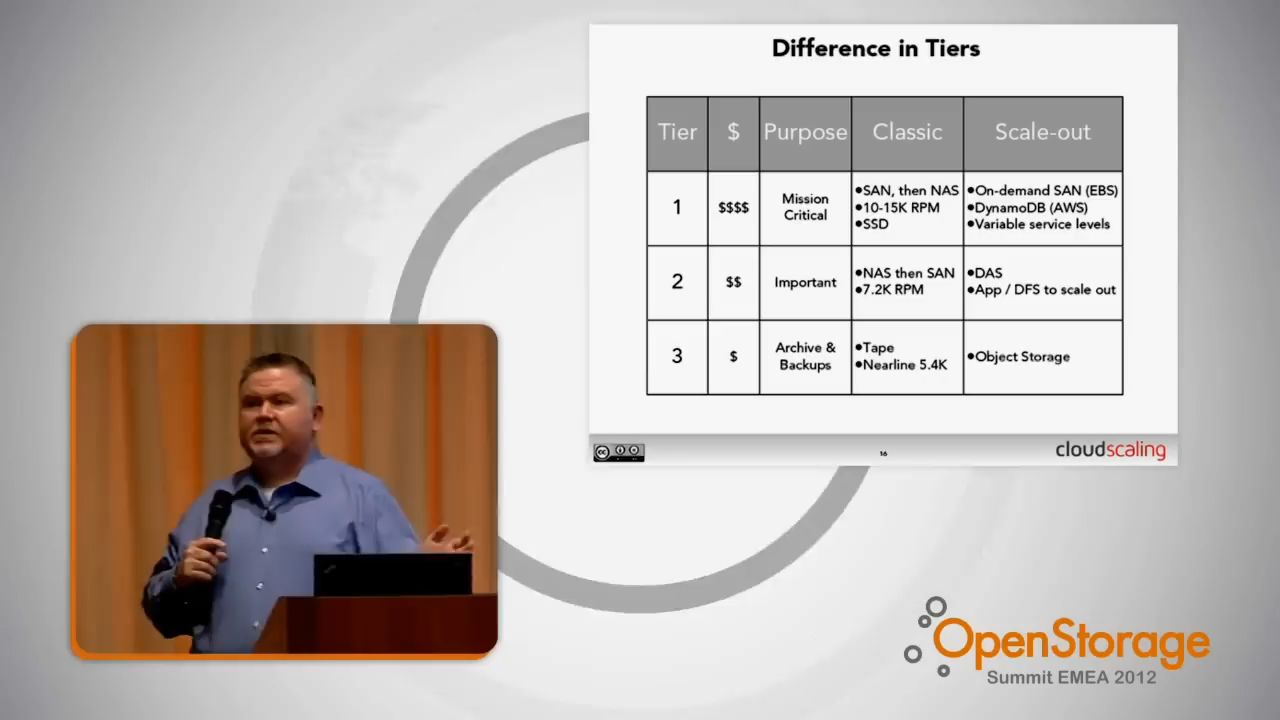 Difference in Tiers
Tier $ Purpose Classic Scale-out
1 $$$$ Mission Critical
•SAN, then NAS
•10-15K RPM
•SSD
•On-demand SAN (EBS)
•DynamoDB (AWS)
•Variable service levels
2 $$ Important
•NAS then SAN
•7.2K RPM
•DAS
•App / DFS to scale out
3 $ Archive & Backups
•Tape
•Nearline 5.4K
•Object Storage
cc
16
cloudscaling
OpenStorage
Summit EMEA 2012